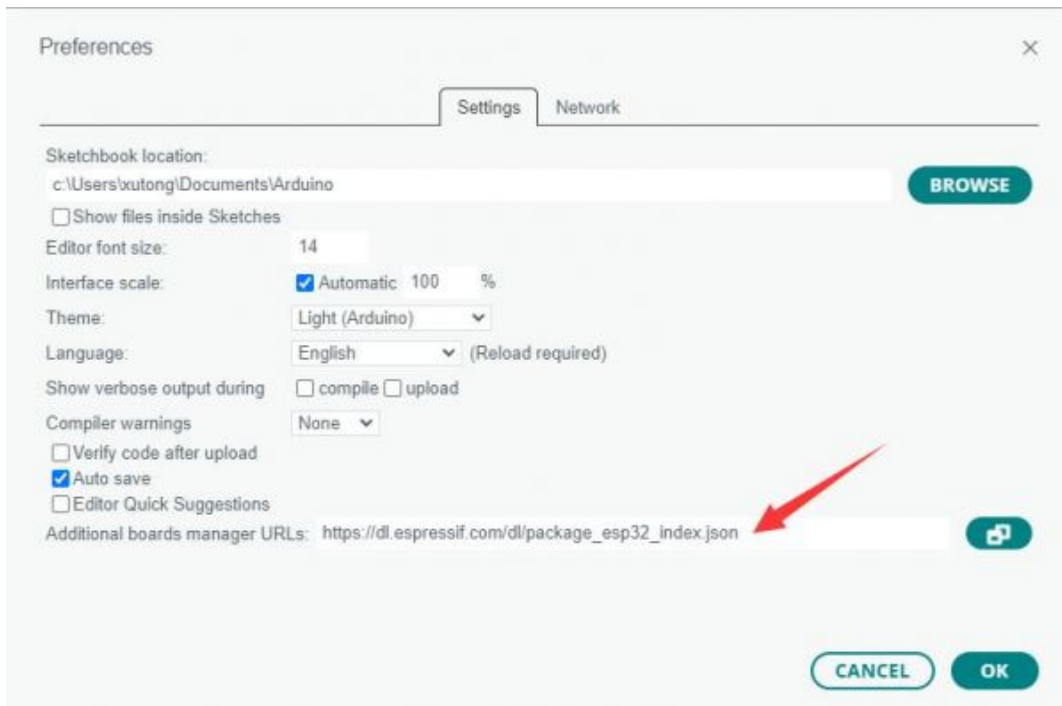 Preferences
Settings Network
Sketchbook location:
c:\Users\xutong\Documents\Arduino BROWSE
Show files inside Sketches
Editor font size: 14
Interface scale: Automatic 100 %
Theme: Light (Arduino)
Language: English (Reload required)
Show verbose output during compile upload
Compiler warnings None
Verify code after upload
Auto save
Editor Quick Suggestions
Additional boards manager URLs: https://dl.espressif.com/dl/package_esp32_index.json
CANCEL OK